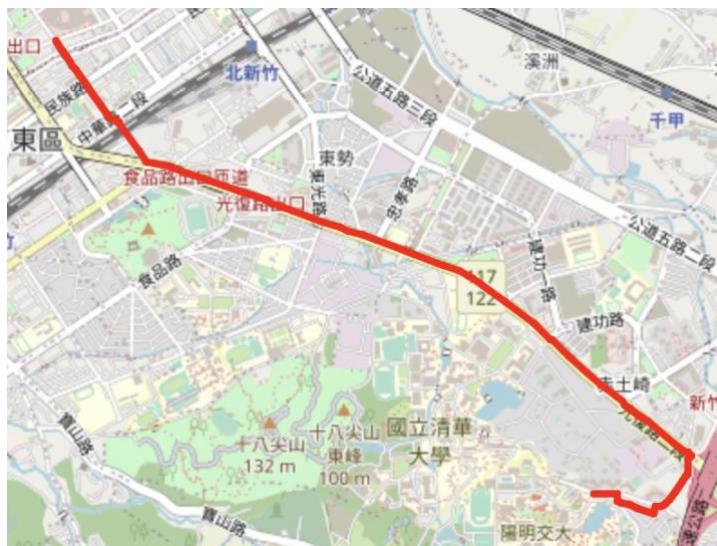 出口
民族路
北新竹
公道五路三段
溪洲
千甲
東區
東勢
食品路出口匝道
光復路出口
東光路
忠孝路
公道五路二段
食品路
117
122
建功一路
建功路
赤土崎
新竹
光復路二段
竹
寶山路
十八尖山
132 m
十八尖山
東峰
100 m
國立清華
大學
寶山路
陽明交大